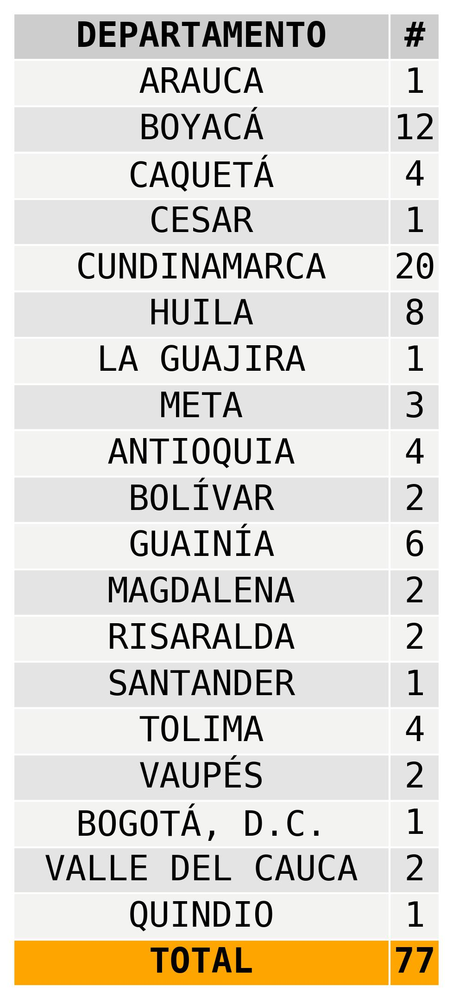 DEPARTAMENTO #
ARAUCA 1
BOYACÁ 12
CAQUETÁ 4
CESAR 1
CUNDINAMARCA 20
HUILA 8
LA GUAJIRA 1
META 3
ANTIOQUIA 4
BOLÍVAR 2
GUAINÍA 6
MAGDALENA 2
RISARALDA 2
SANTANDER 1
TOLIMA 4
VAUPÉS 2
BOGOTÁ, D.C. 1
VALLE DEL CAUCA 2
QUINDIO 1
TOTAL 77